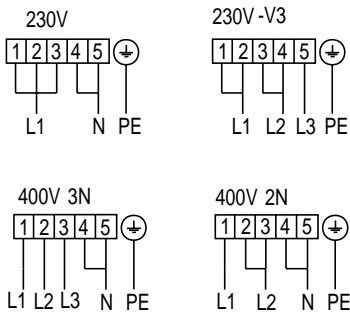 230V
1 2 3 4 5
L1 N PE
230V-V3
1 2 3 4 5
L1 L2 L3 PE
400V 3N
1 2 3 4 5
L1 L2 L3 N PE
400V 2N
1 2 3 4 5
L1 L2 N PE